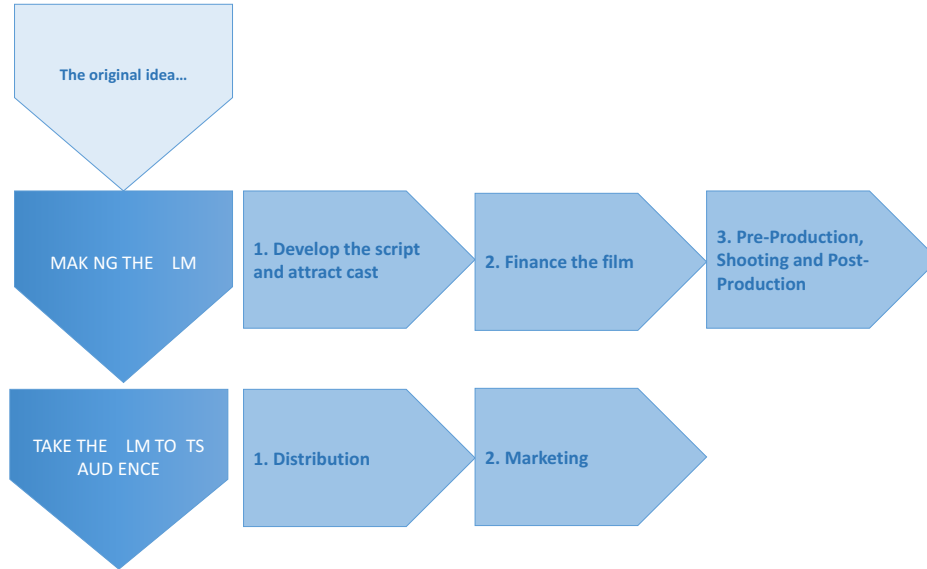 The original idea…
MAK NG THE LM
1. Develop the script
and attract cast
2. Finance the film
3. Pre-Production,
Shooting and Post-
Production
TAKE THE LM TO TS
AUD ENCE
1. Distribution
2. Marketing